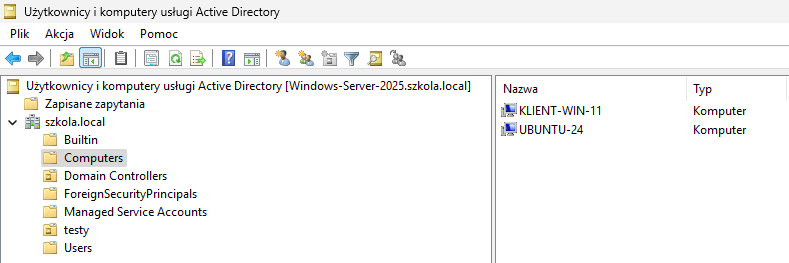 Użytkownicy i komputery usługi Active Directory
Plik Akcja Widok Pomoc
Użytkownicy i komputery usługi Active Directory [Windows-Server-2025.szkola.local]
Zapisane zapytania
szkola.local
Builtin
Computers
Domain Controllers
ForeignSecurityPrincipals
Managed Service Accounts
testy
Users
Nazwa Typ
KLIENT-WIN-11 Komputer
UBUNTU-24 Komputer